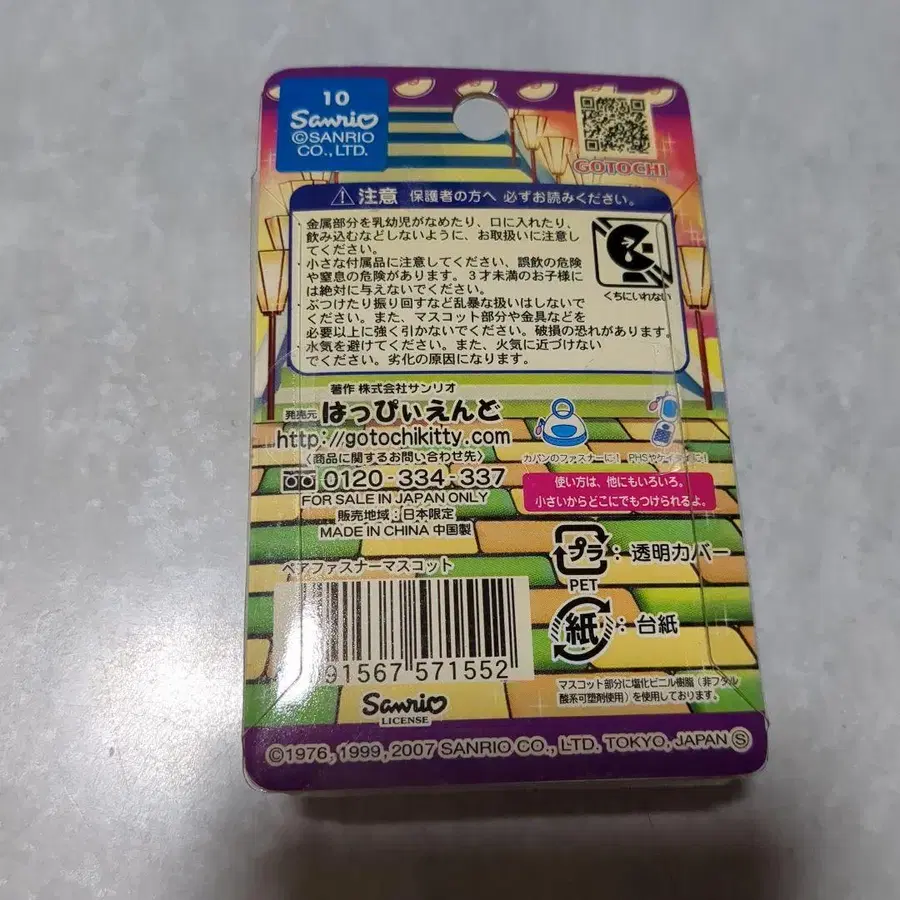 10
Sanrio
©SANRIO
CO., LTD.
GOTOCHI
注意 保護者の方へ 必ずお読みください。
・金属部分を乳幼児がなめたり、口に入れたり、
飲み込むなどしないように、お取扱いに注意し
てください。
・小さな付属品に注意してください。誤飲の危険
や窒息の危険があります。3才未満のお子様に
は絶対に与えないでください。
・ぶつけたり振り回すなど乱暴な扱いはしないで
ください。また、マスコット部分や金具などを
必要以上に強く引かないでください。破損の恐れがあります。
・水気を避けてください。また、火気に近づけない
でください。劣化の原因になります。
くちにいれない
著作 株式会社サンリオ
発売元 はっぴぃえんど
http://gotochikitty.com
〈商品に関するお問い合わせ先〉
0120-334-337
FOR SALE IN JAPAN ONLY
販売地域:日本限定
MADE IN CHINA 中国製
カバンのファスナーに! PHSやケイタイに!
使い方は、他にもいろいろ。
小さいからどこにでもつけられるよ。
プラ:透明カバー
PET
紙:台紙
ペアファスナーマスコット
91567 571552
マスコット部分に塩化ビニル樹脂(非フタル
酸系可塑剤使用)を使用しております。
Sanrio
LICENSE
©1976, 1999, 2007 SANRIO CO., LTD. TOKYO, JAPAN Ⓢ